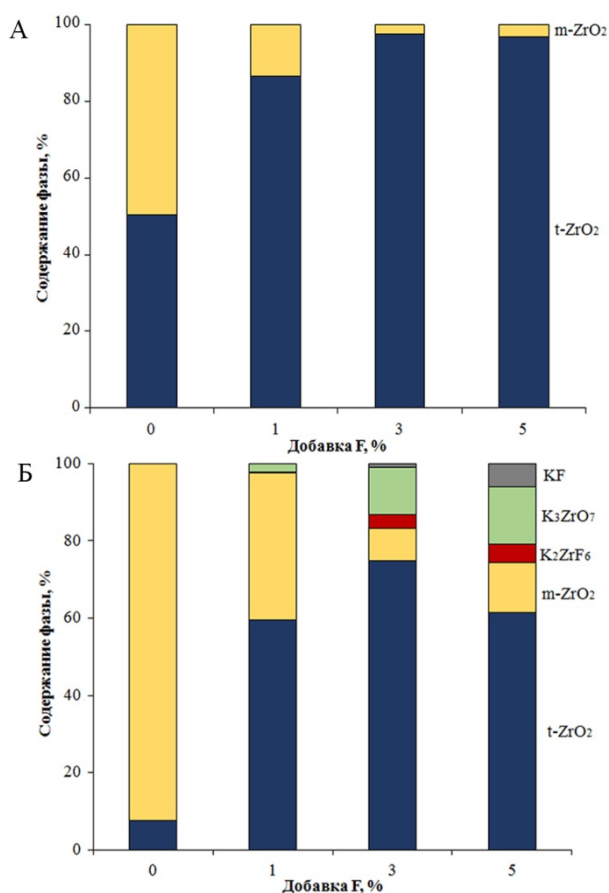 А
Содержание фазы, %
100
80
60
40
20
0
m-ZrO2
t-ZrO2
0 1 3 5
Добавка F, %
Б
Содержание фазы, %
100
80
60
40
20
0
KF
K3ZrO7
K2ZrF6
m-ZrO2
t-ZrO2
0 1 3 5
Добавка F, %